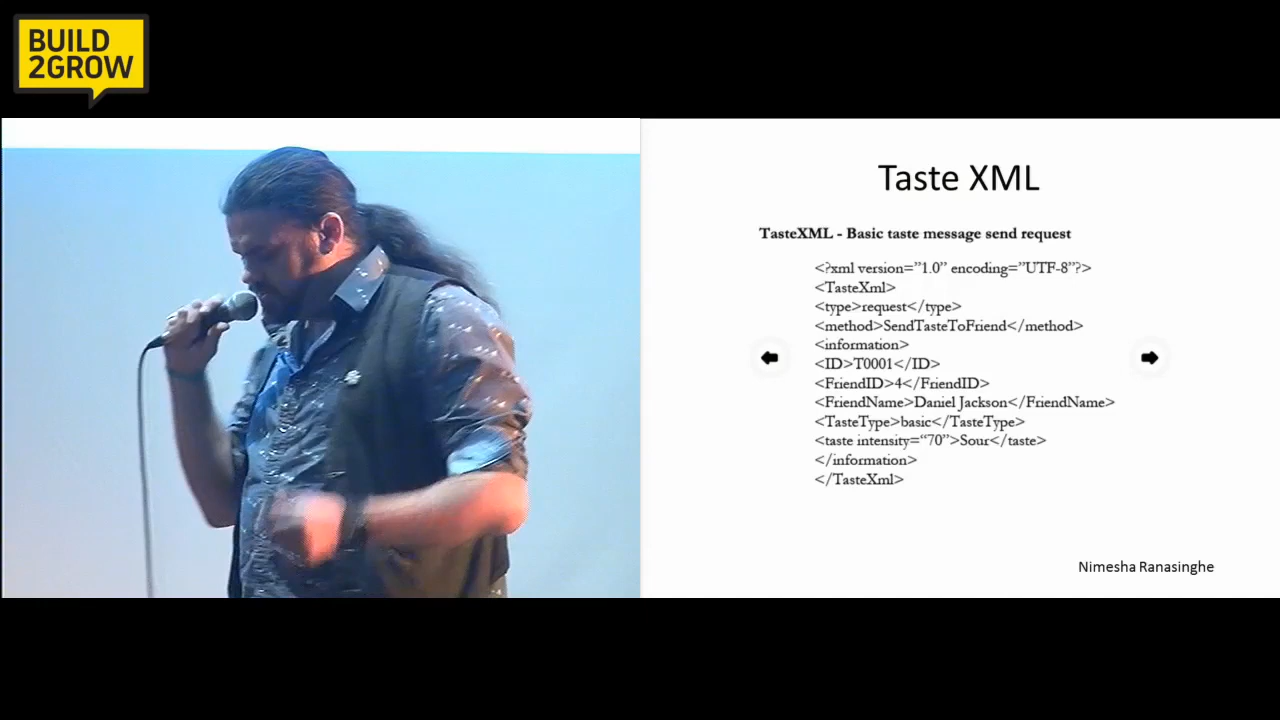 BUILD
2GROW
Taste XML
TasteXML - Basic taste message send request
<?xml version=”1.0” encoding=”UTF-8”?>
<TasteXml>
<type>request</type>
<method>SendTasteToFriend</method>
<information>
<ID>T0001</ID>
<FriendID>4</FriendID>
<FriendName>Daniel Jackson</FriendName>
<TasteType>basic</TasteType>
<taste intensity=“70”>Sour</taste>
</information>
</TasteXml>
Nimesha Ranasinghe